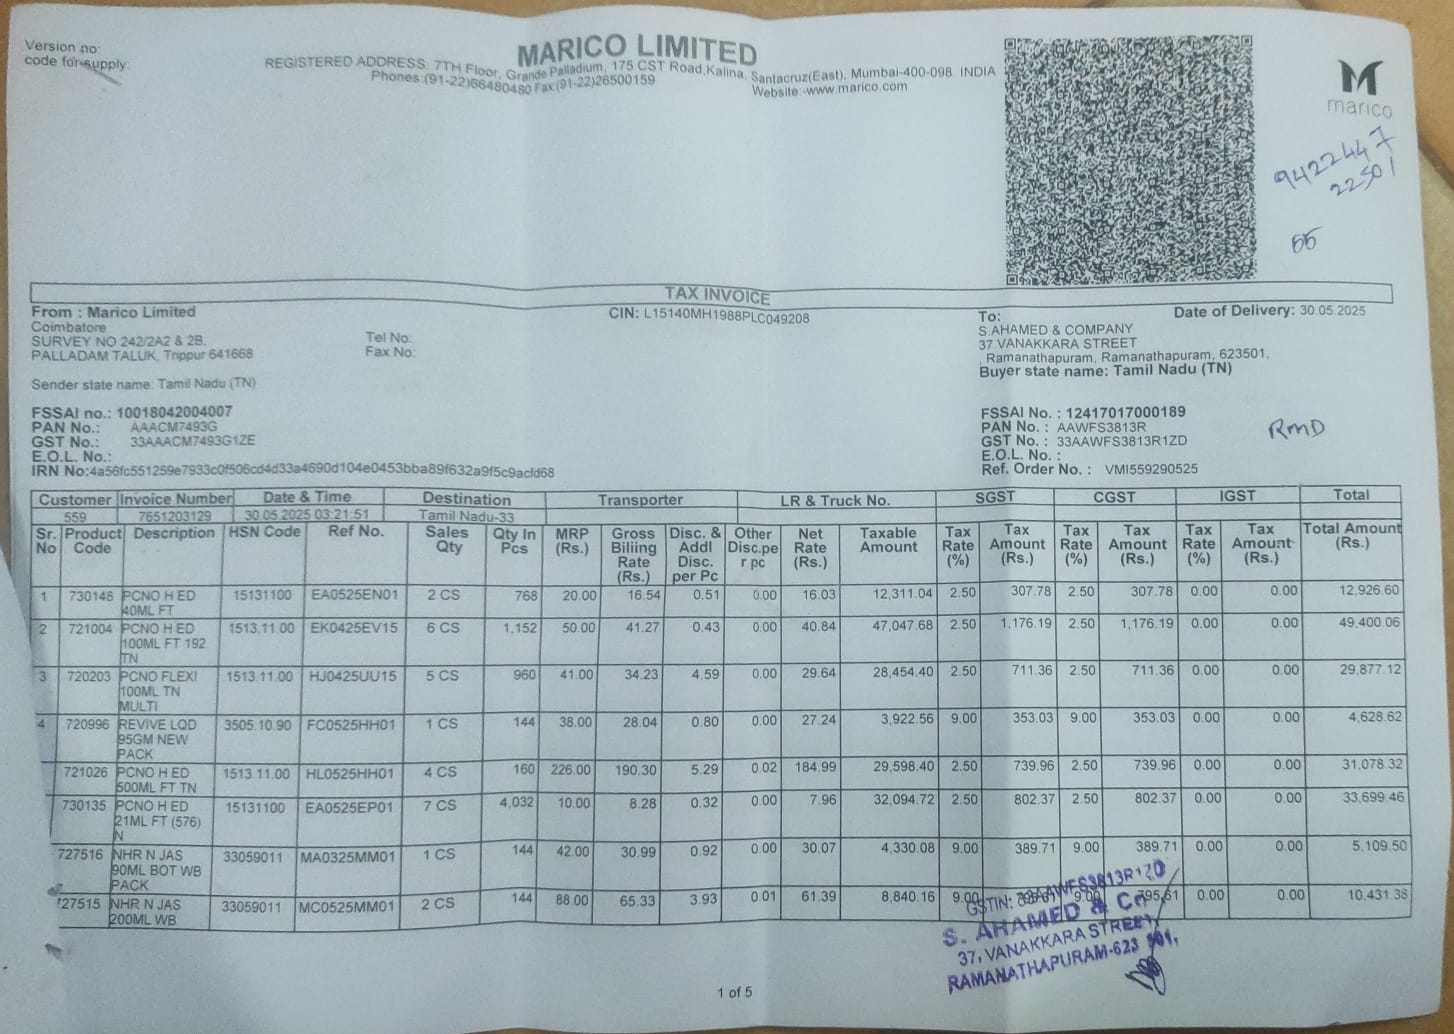 Version no:
code for supply
MARICO LIMITED
REGISTERED ADDRESS: 7TH Floor, Grande Palladium, 175 CST Road,Kalina, Santacruz(East), Mumbai-400-098. INDIA
Phones:(91-22)66480480 Fax:(91-22)26500159 Website:-www.marico.com
marico
9422447
22501
55
TAX INVOICE
From : Marico Limited
Coimbatore
SURVEY NO 242/2A2 & 2B,
PALLADAM TALUK, Trippur 641668
Sender state name: Tamil Nadu (TN)
FSSAI no.: 10018042004007
PAN No.: AAACM7493G
GST No.: 33AAACM7493G1ZE
E.O.L. No.:
IRN No:4a56fc551259e7933c0f506cd4d33a4690d104e0453bba89f632a9f5c9acfd68
Tel No:
Fax No:
CIN: L15140MH1988PLC049208
To: Date of Delivery: 30.05.2025
S.AHAMED & COMPANY
37 VANAKKARA STREET
, Ramanathapuram, Ramanathapuram, 623501,
Buyer state name: Tamil Nadu (TN)
FSSAI No. : 12417017000189
PAN No. : AAWFS3813R
GST No. : 33AAWFS3813R1ZD
E.O.L. No. :
Ref. Order No. : VMI559290525
RMD
Customer Invoice Number Date & Time Destination Transporter LR & Truck No. SGST CGST IGST Total
559 7651203129 30.05.2025 03:21:51 Tamil Nadu-33
Sr. No Product Code Description HSN Code Ref No. Sales Qty Qty In Pcs MRP (Rs.) Gross Billing Rate (Rs.) Disc. & Addl Disc. per Pc Other Disc.pe r pc Net Rate (Rs.) Taxable Amount Tax Rate (%) Tax Amount (Rs.) Tax Rate (%) Tax Amount (Rs.) Tax Rate (%) Tax Amount (Rs.) Total Amount (Rs.)
1 730148 PCNO H ED 15131100 EA0525EN01 2 CS 768 20.00 16.54 0.51 0.00 16.03 12,311.04 2.50 307.78 2.50 307.78 0.00 0.00 12,926.60
40ML FT
2 721004 PCNO H ED 1513.11.00 EK0425EV15 6 CS 1,152 50.00 41.27 0.43 0.00 40.84 47,047.68 2.50 1,176.19 2.50 1,176.19 0.00 0.00 49,400.06
100ML FT 192
TN
3 720203 PCNO FLEXI 1513.11.00 HJ0425UU15 5 CS 960 41.00 34.23 4.59 0.00 29.64 28,454.40 2.50 711.36 2.50 711.36 0.00 0.00 29,877.12
100ML TN
MULTI
4 720996 REVIVE LQD 3505.10.90 FC0525HH01 1 CS 144 38.00 28.04 0.80 0.00 27.24 3,922.56 9.00 353.03 9.00 353.03 0.00 0.00 4,628.62
95GM NEW
PACK
721026 PCNO H ED 1513.11.00 HL0525HH01 4 CS 160 226.00 190.30 5.29 0.02 184.99 29,598.40 2.50 739.96 2.50 739.96 0.00 0.00 31,078.32
500ML FT TN
730135 PCNO H ED 15131100 EA0525EP01 7 CS 4,032 10.00 8.28 0.32 0.00 7.96 32,094.72 2.50 802.37 2.50 802.37 0.00 0.00 33,699.46
21ML FT (576)
N
727516 NHR N JAS 33059011 MA0325MM01 1 CS 144 42.00 30.99 0.92 0.00 30.07 4,330.08 9.00 389.71 9.00 389.71 0.00 0.00 5,109.50
90ML BOT WB
PACK
27515 NHR N JAS 33059011 MC0525MM01 2 CS 144 88.00 65.33 3.93 0.01 61.39 8,840.16 9.00 9.00 795.61 0.00 0.00 10,431.38
200ML WB
GSTIN: 33AAWFS3813R1ZD
S. AHAMED & Co
37, VANAKKARA STREET,
RAMANATHAPURAM-623 501.
1 of 5